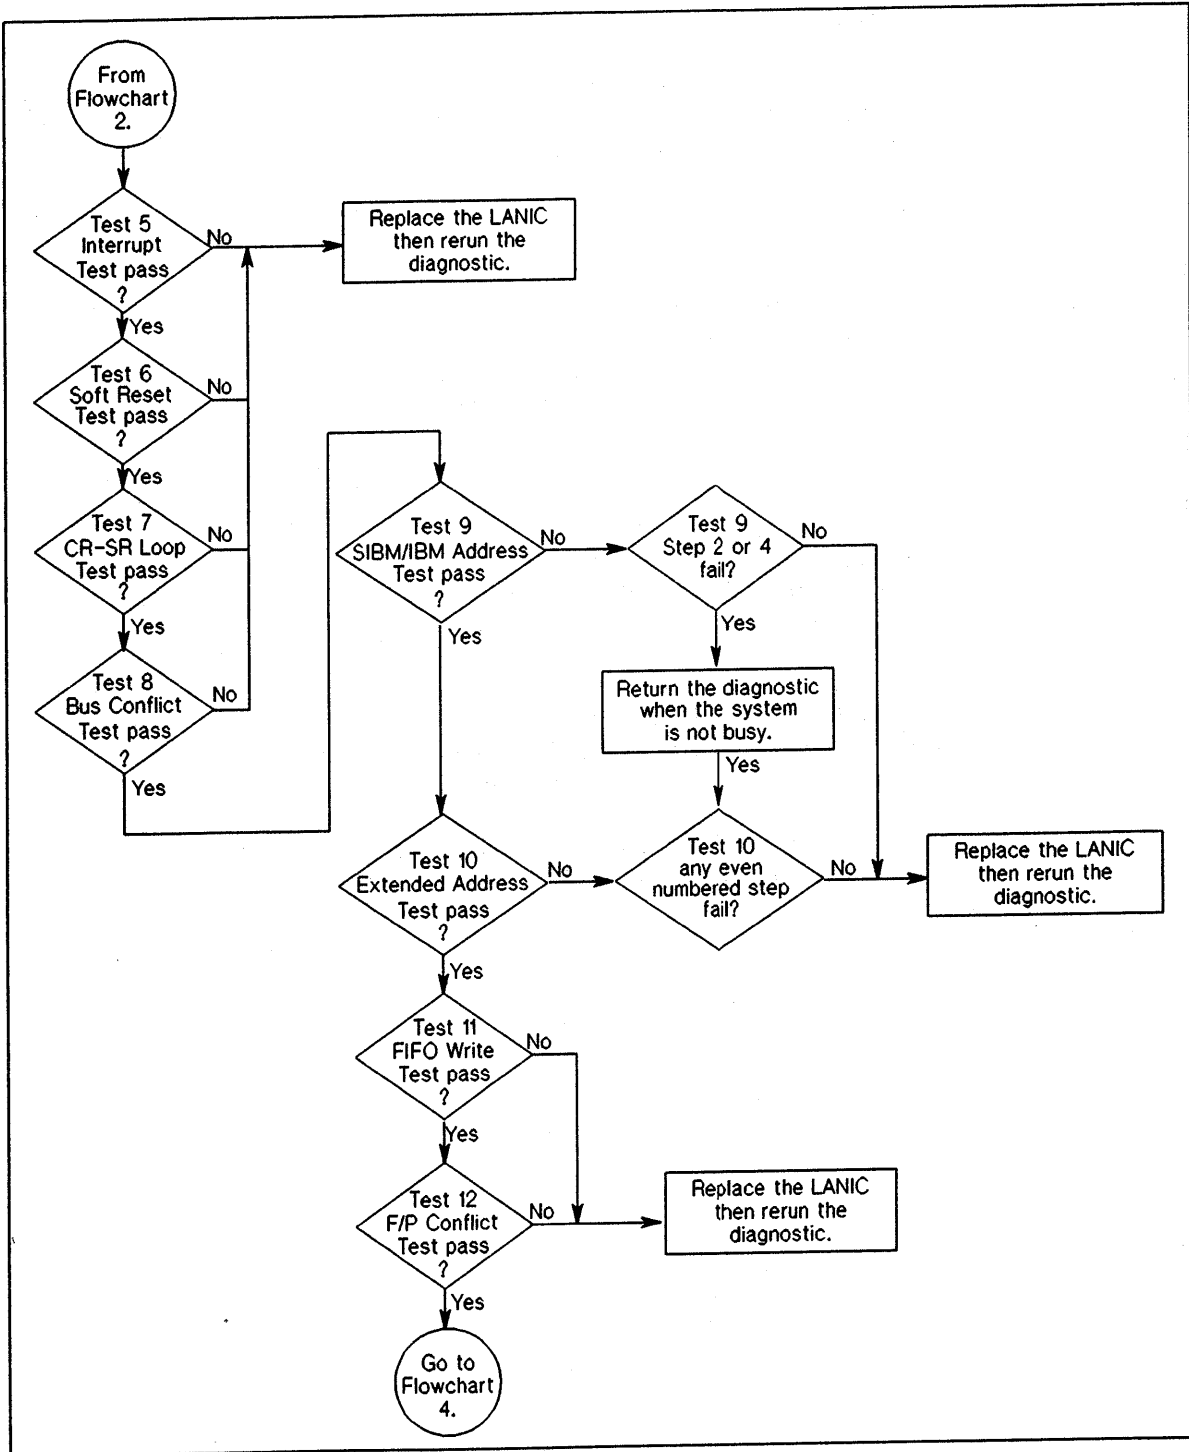 From
Flowchart
2.
Test 5
Interrupt
Test pass
?
No
Yes
Replace the LANIC
then rerun the
diagnostic.
Test 6
Soft Reset
Test pass
?
No
Yes
Test 7
CR-SR Loop
Test pass
?
No
Yes
Test 8
Bus Conflict
Test pass
?
No
Yes
Test 9
SIBM/IBM Address
Test pass
?
No
Yes
Test 9
Step 2 or 4
fail?
No
Yes
Return the diagnostic
when the system
is not busy.
Yes
Test 10
Extended Address
Test pass
?
No
Yes
Test 10
any even
numbered step
fail?
No
Replace the LANIC
then rerun the
diagnostic.
Test 11
FIFO Write
Test pass
?
No
Yes
Test 12
F/P Conflict
Test pass
?
No
Yes
Replace the LANIC
then rerun the
diagnostic.
Go to
Flowchart
4.